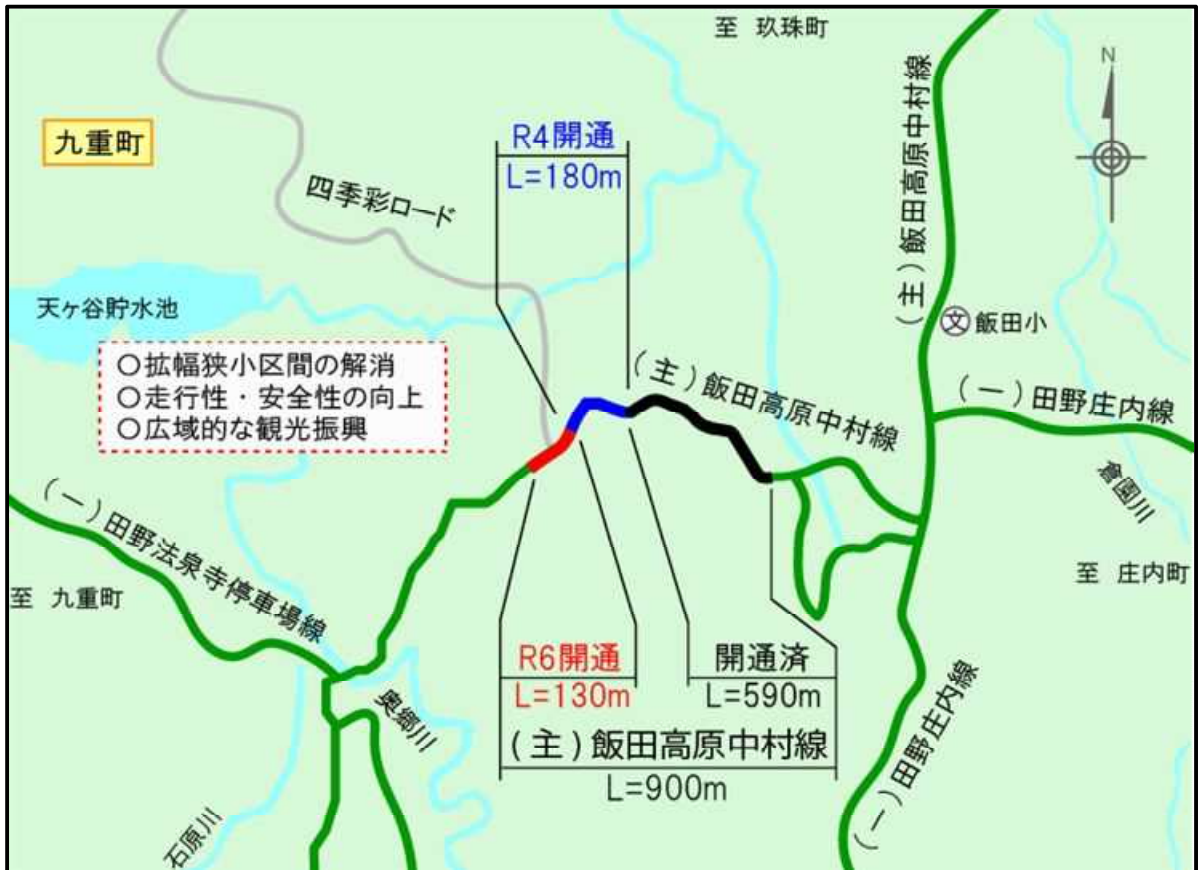 至 玖珠町
N
九重町
R4開通
L=180m
(主)飯田高原中村線
四季彩ロード
天ヶ谷貯水池
文 飯田小
○拡幅狭小区間の解消
○走行性・安全性の向上
○広域的な観光振興
(主)飯田高原中村線
(一)田野庄内線
倉園川
(一)田野法泉寺停車場線
至 九重町
至 庄内町
R6開通
L=130m
開通済
L=590m
奥郷川
(主)飯田高原中村線
L=900m
(一)田野庄内線
石原川